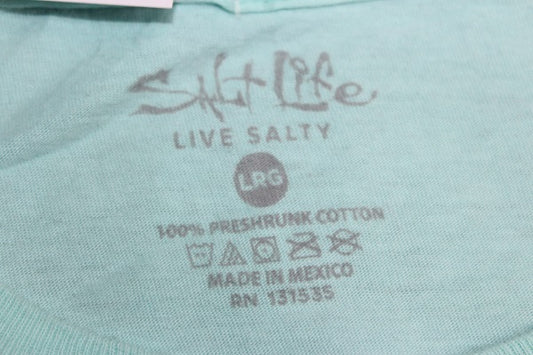 Salt Life
LIVE SALTY
LRG
100% PRESHRUNK COTTON
MADE IN MEXICO
RN 131535